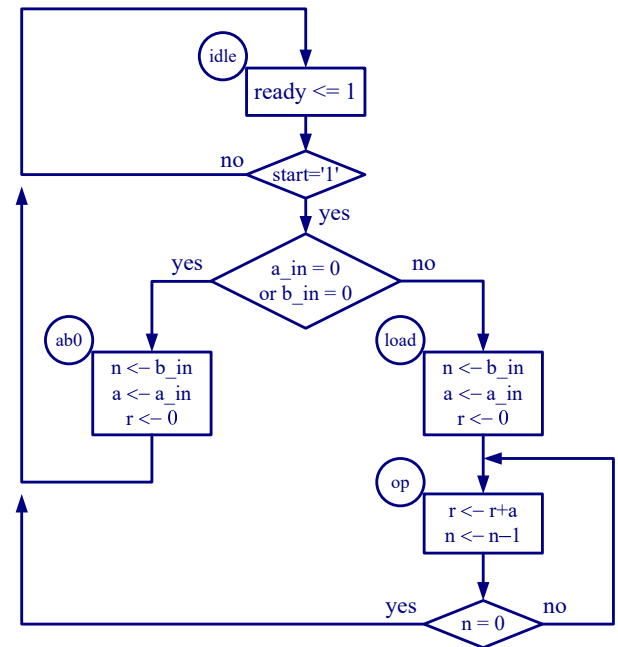 idle
ready <= 1
no
start='1'
yes
yes
a_in = 0
or b_in = 0
no
ab0
n <– b_in
a <– a_in
r <– 0
load
n <– b_in
a <– a_in
r <– 0
op
r <– r+a
n <– n–1
yes
n = 0
no